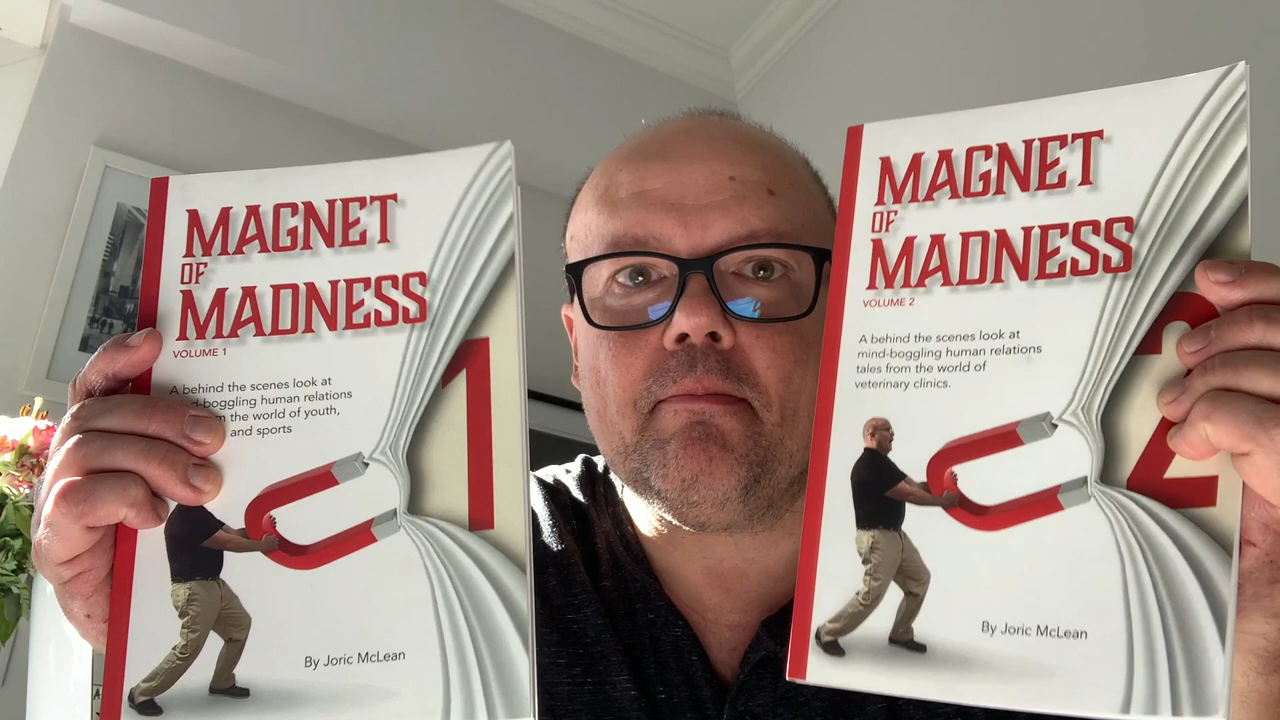 MAGNET
OF
MADNESS
VOLUME 1
A behind the scenes look at
-boggling human relations
the world of youth,
and sports
1
By Joric McLean
MAGNET
OF
MADNESS
VOLUME 2
A behind the scenes look at
mind-boggling human relations
tales from the world of
veterinary clinics.
2
By Joric McLean